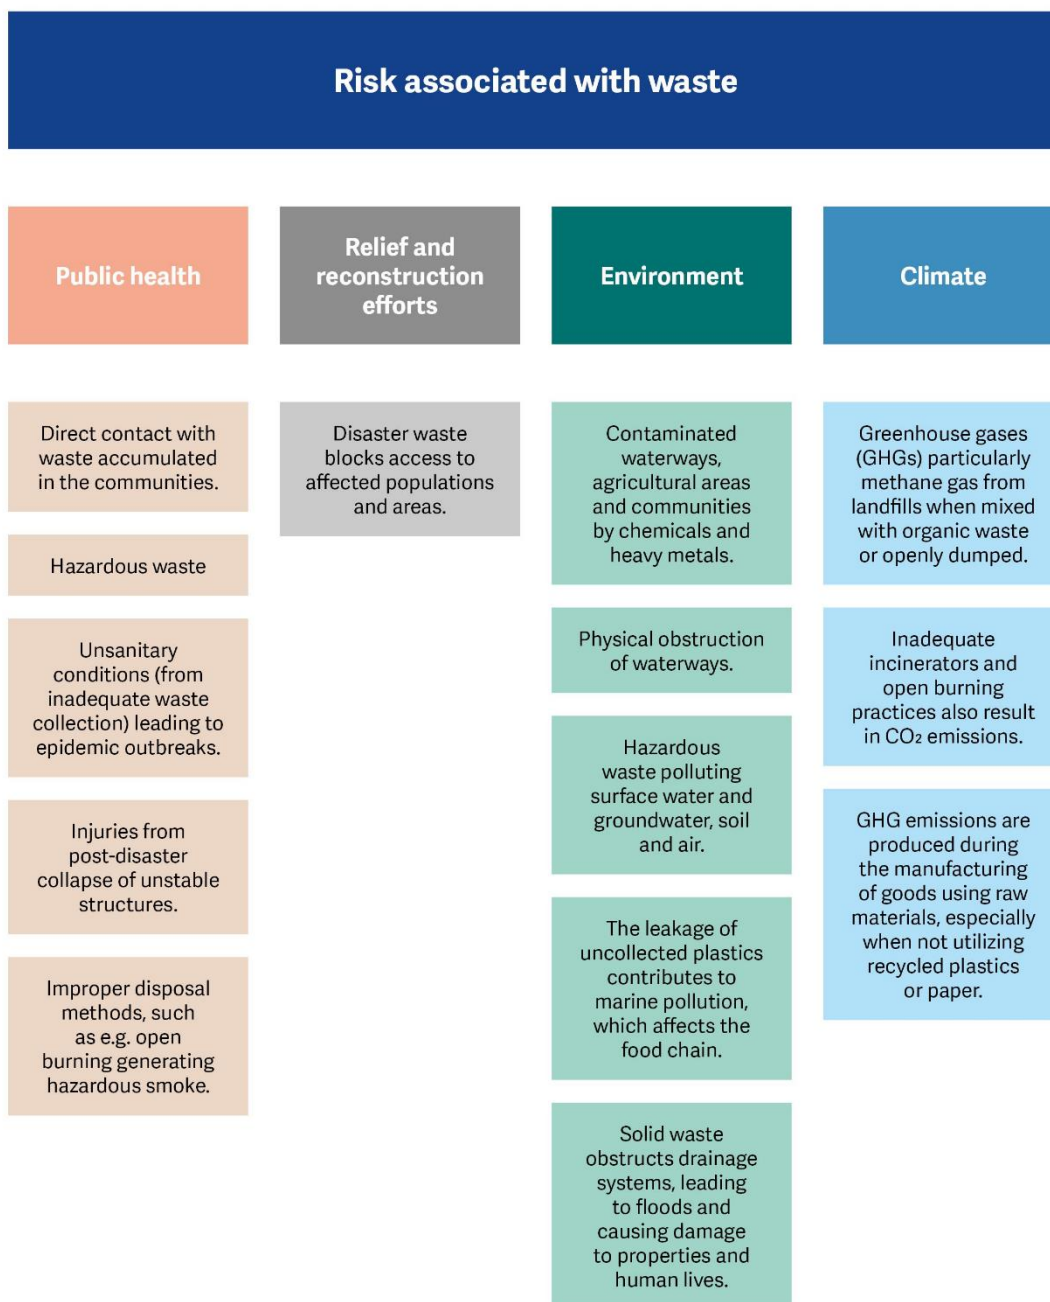 Risk associated with waste
Public health
Direct contact with
waste accumulated
in the communities.
Hazardous waste
Unsanitary
conditions (from
inadequate waste
collection) leading to
epidemic outbreaks.
Injuries from
post-disaster
collapse of unstable
structures.
Improper disposal
methods, such
as e.g. open
burning generating
hazardous smoke.
Relief and
reconstruction
efforts
Disaster waste
blocks access to
affected populations
and areas.
Environment
Contaminated
waterways,
agricultural areas
and communities
by chemicals and
heavy metals.
Physical obstruction
of waterways.
Hazardous
waste polluting
surface water and
groundwater, soil
and air.
The leakage of
uncollected plastics
contributes to
marine pollution,
which affects the
food chain.
Solid waste
obstructs drainage
systems, leading
to floods and
causing damage
to properties and
human lives.
Climate
Greenhouse gases
(GHGs) particularly
methane gas from
landfills when mixed
with organic waste
or openly dumped.
Inadequate
incinerators and
open burning
practices also result
in CO₂ emissions.
GHG emissions are
produced during
the manufacturing
of goods using raw
materials, especially
when not utilizing
recycled plastics
or paper.